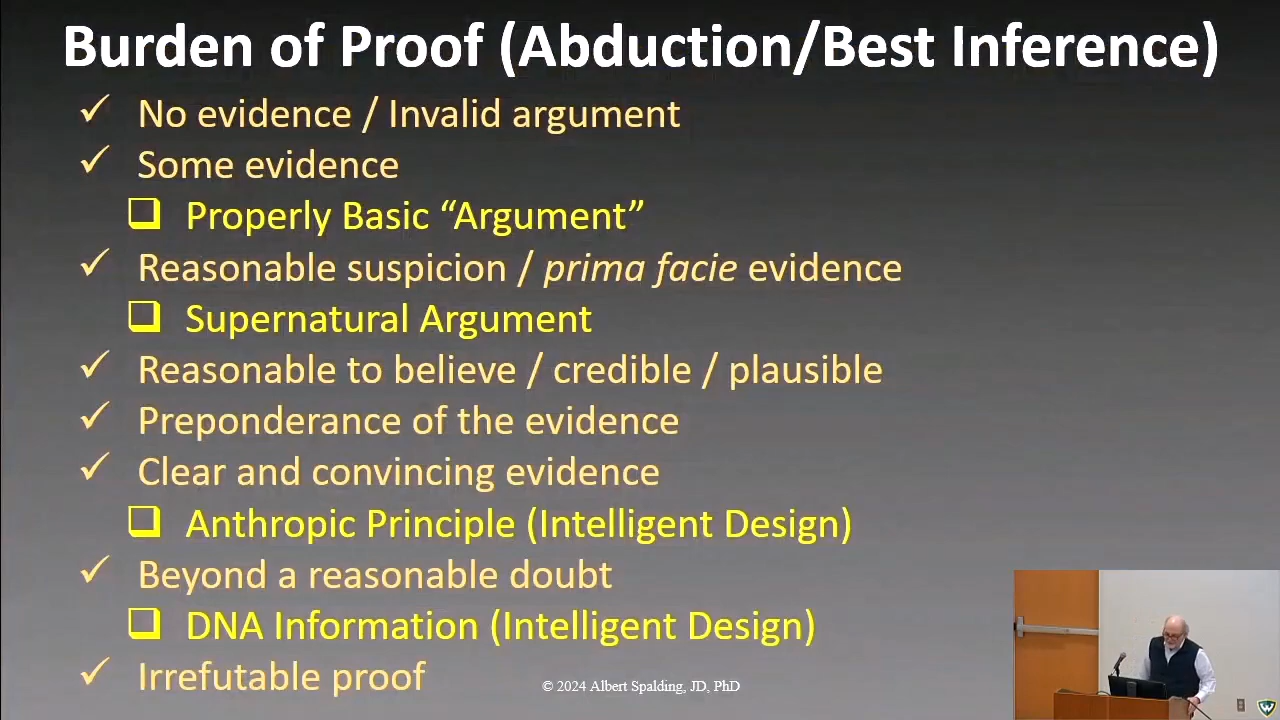 Burden of Proof (Abduction/Best Inference)
No evidence / Invalid argument
Some evidence
Properly Basic “Argument”
Reasonable suspicion / prima facie evidence
Supernatural Argument
Reasonable to believe / credible / plausible
Preponderance of the evidence
Clear and convincing evidence
Anthropic Principle (Intelligent Design)
Beyond a reasonable doubt
DNA Information (Intelligent Design)
Irrefutable proof
© 2024 Albert Spalding, JD, PhD